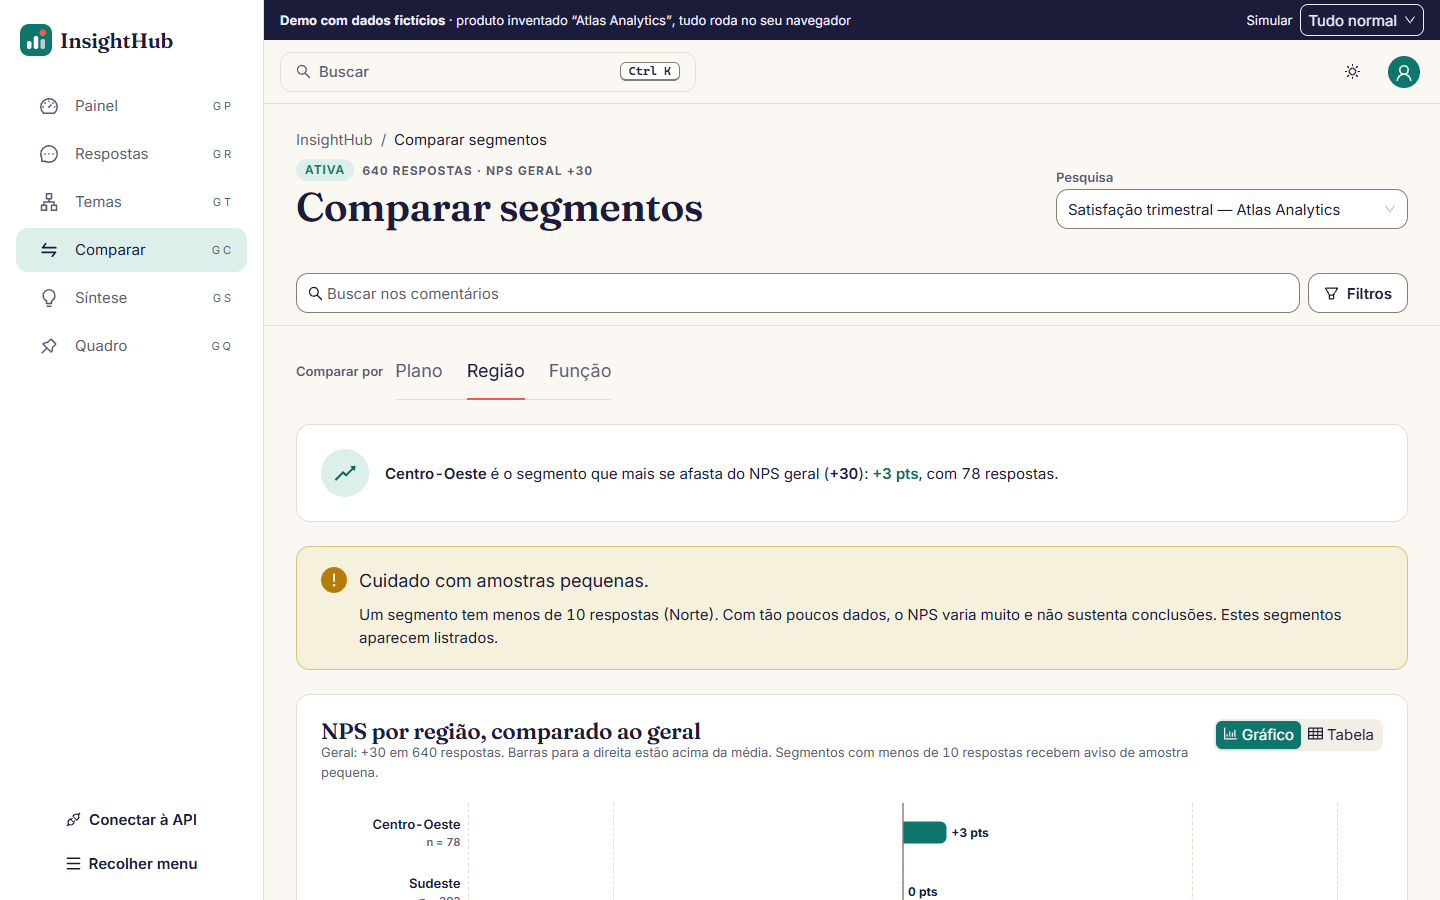 InsightHub
Painel G P
Respostas G R
Temas G T
Comparar G C
Síntese G S
Quadro G Q
Conectar à API
Recolher menu
Demo com dados fictícios · produto inventado “Atlas Analytics”, tudo roda no seu navegador
Simular Tudo normal
Buscar Ctrl K
InsightHub / Comparar segmentos
ATIVA 640 RESPOSTAS · NPS GERAL +30
Comparar segmentos
Pesquisa
Satisfação trimestral — Atlas Analytics
Buscar nos comentários
Filtros
Comparar por Plano Região Função
Centro-Oeste é o segmento que mais se afasta do NPS geral (+30): +3 pts, com 78 respostas.
Cuidado com amostras pequenas.
Um segmento tem menos de 10 respostas (Norte). Com tão poucos dados, o NPS varia muito e não sustenta conclusões. Estes segmentos
aparecem listrados.
NPS por região, comparado ao geral
Geral: +30 em 640 respostas. Barras para a direita estão acima da média. Segmentos com menos de 10 respostas recebem aviso de amostra
pequena.
Gráfico Tabela
Centro-Oeste
n = 78
+3 pts
Sudeste
0 pts